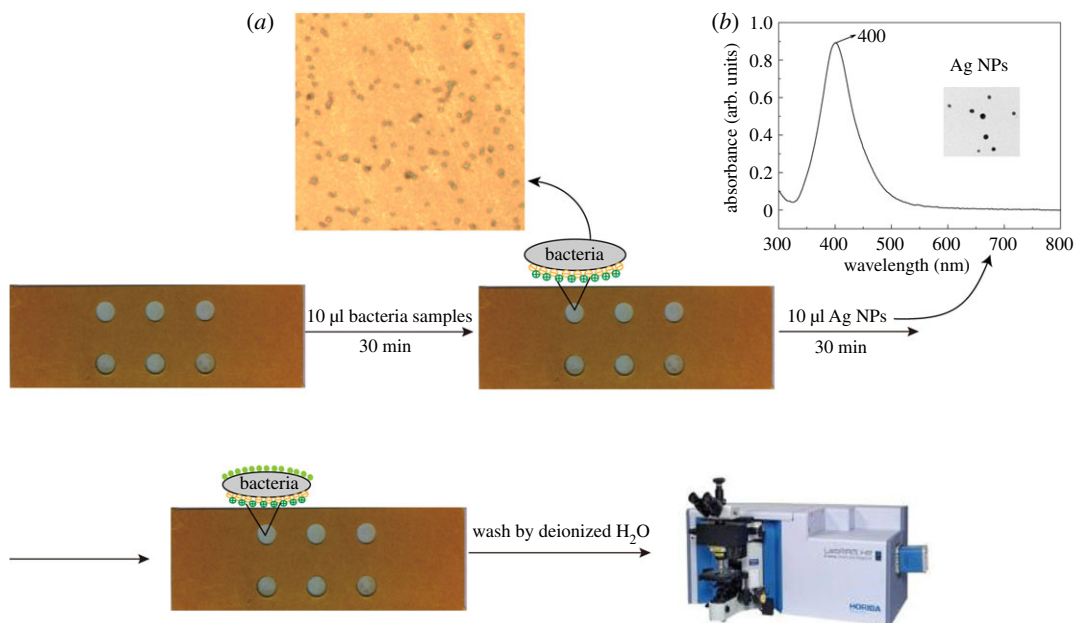 (a)
(b)
1.0
0.8
0.6
0.4
0.2
0
absorbance (arb. units)
400
Ag NPs
300 400 500 600 700 800
wavelength (nm)
bacteria
10 µl bacteria samples
30 min
10 µl Ag NPs
30 min
bacteria
wash by deionized H₂O
LabRAM HR
HORIBA